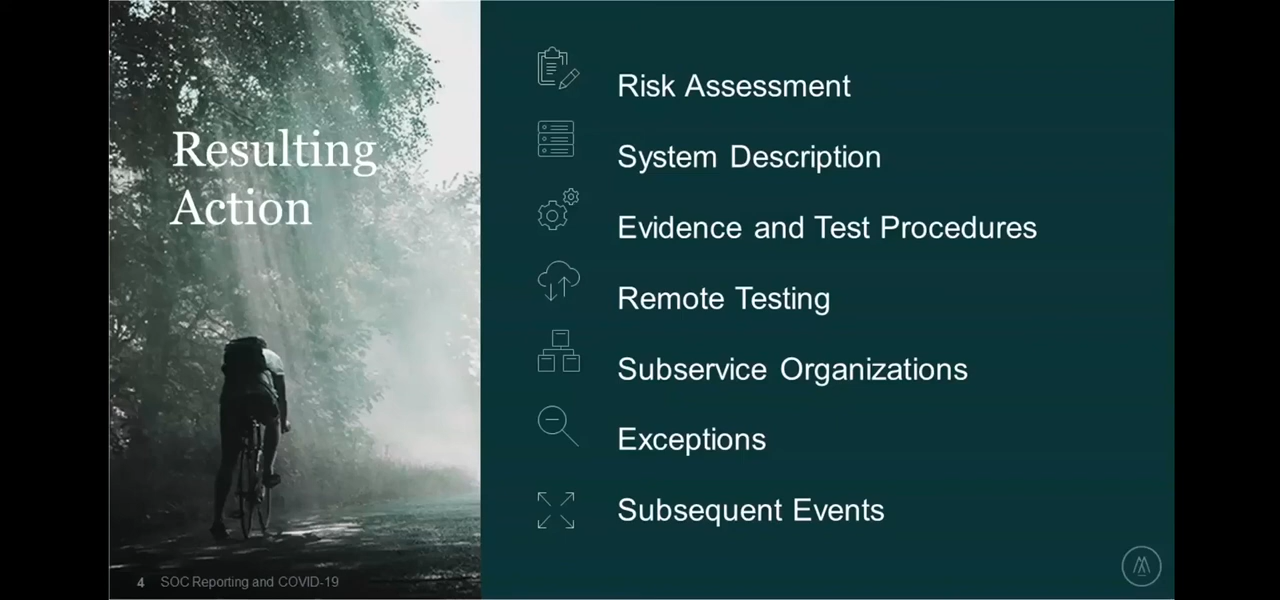 Resulting
Action
Risk Assessment
System Description
Evidence and Test Procedures
Remote Testing
Subservice Organizations
Exceptions
Subsequent Events
4 SOC Reporting and COVID-19